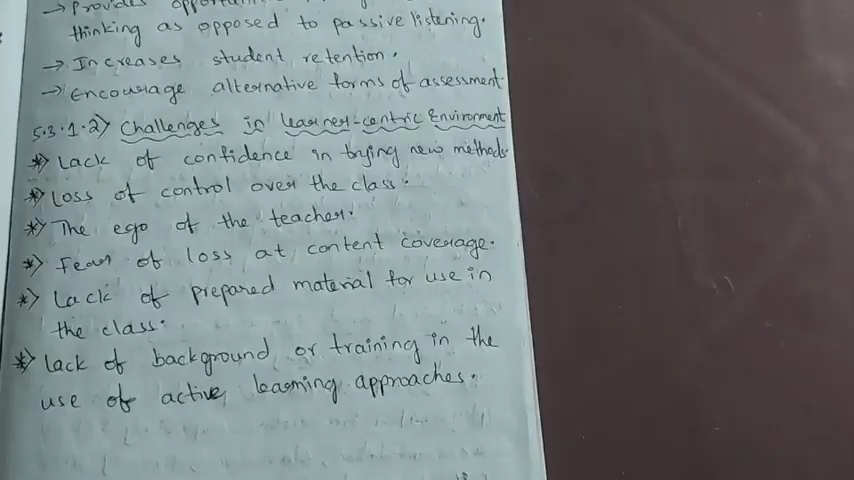 → Provides
thinking as opposed to passive listening.
→ Increases student retention.
→ Encourage alternative forms of assessment
5.3.1.2) Challenges in learner-centric Environment
*) Lack of confidence in trying new methods
*) Loss of control over the class.
*) The ego of the teacher.
*) Fear of loss at content coverage.
*) Lack of prepared material for use in
the class.
*) lack of background or training in the
use of active learning approaches.